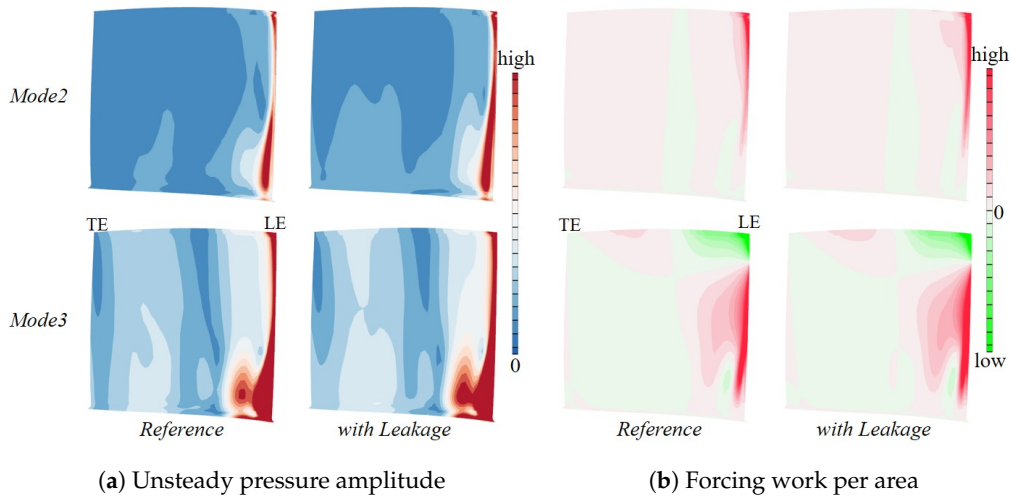 high
high
Mode2
0
TE
LE
TE
LE
Mode3
0
low
Reference
with Leakage
Reference
with Leakage
(a) Unsteady pressure amplitude
(b) Forcing work per area